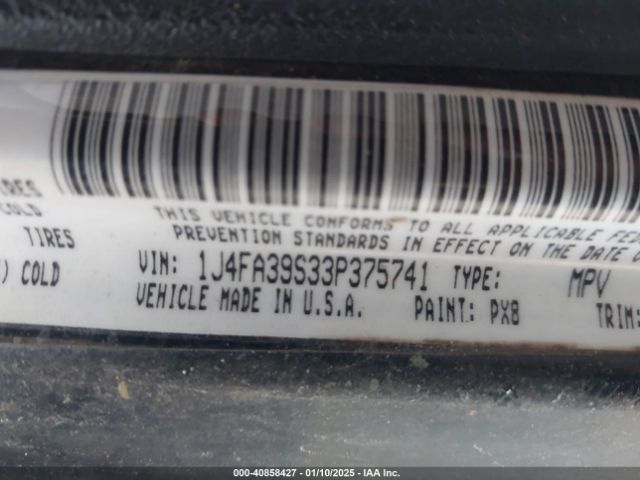 IRES
COLD
TIRES
) COLD
THIS VEHICLE CONFORMS TO ALL APPLICABLE FE
PREVENTION STANDARDS IN EFFECT ON THE DATE O
VIN: 1J4FA39S33P375741 TYPE: MPV
VEHICLE MADE IN U.S.A. PAINT: PX8 TRIM:
000-40858427 - 01/10/2025 - IAA Inc.